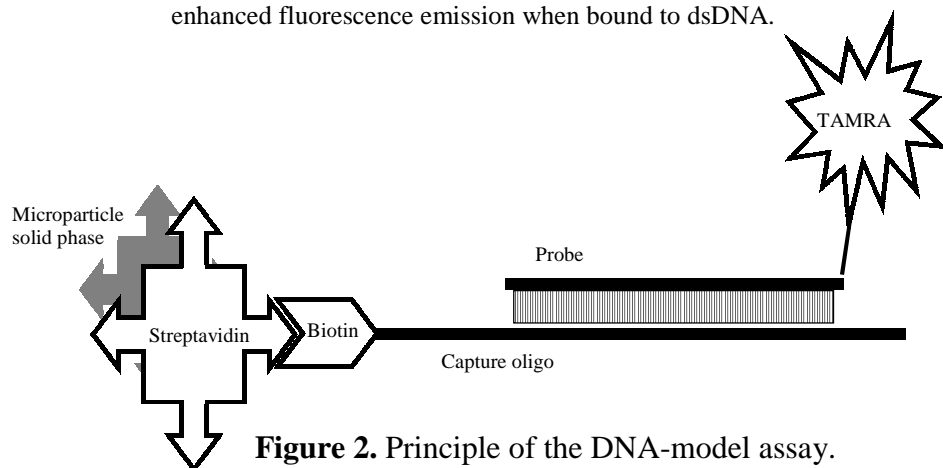 enhanced fluorescence emission when bound to dsDNA.
TAMRA
Microparticle
solid phase
Probe
Streptavidin
Biotin
Capture oligo
Figure 2. Principle of the DNA-model assay.